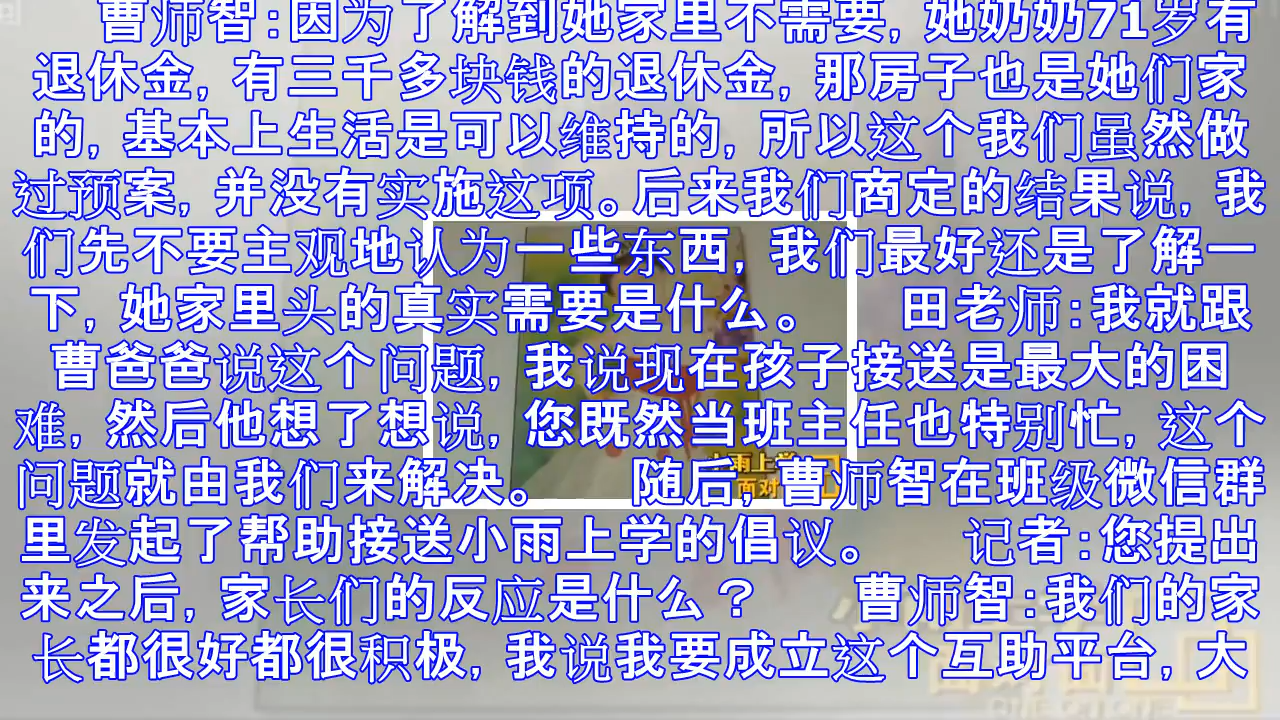 曹师智:因为了解到她家里不需要, 她奶奶71岁有
退休金, 有三千多块钱的退休金, 那房子也是她们家
的, 基本上生活是可以维持的, 所以这个我们虽然做
过预案, 并没有实施这项。后来我们商定的结果说, 我
们先不要主观地认为一些东西, 我们最好还是了解一
下, 她家里头的真实需要是什么。 田老师:我就跟
曹爸爸说这个问题, 我说现在孩子接送是最大的困
难, 然后他想了想说, 您既然当班主任也特别忙, 这个
问题就由我们来解决。 随后, 曹师智在班级微信群
里发起了帮助接送小雨上学的倡议。 记者:您提出
来之后, 家长们的反应是什么? 曹师智:我们的家
长都很好都很积极, 我说我要成立这个互助平台, 大
小雨上学
面对